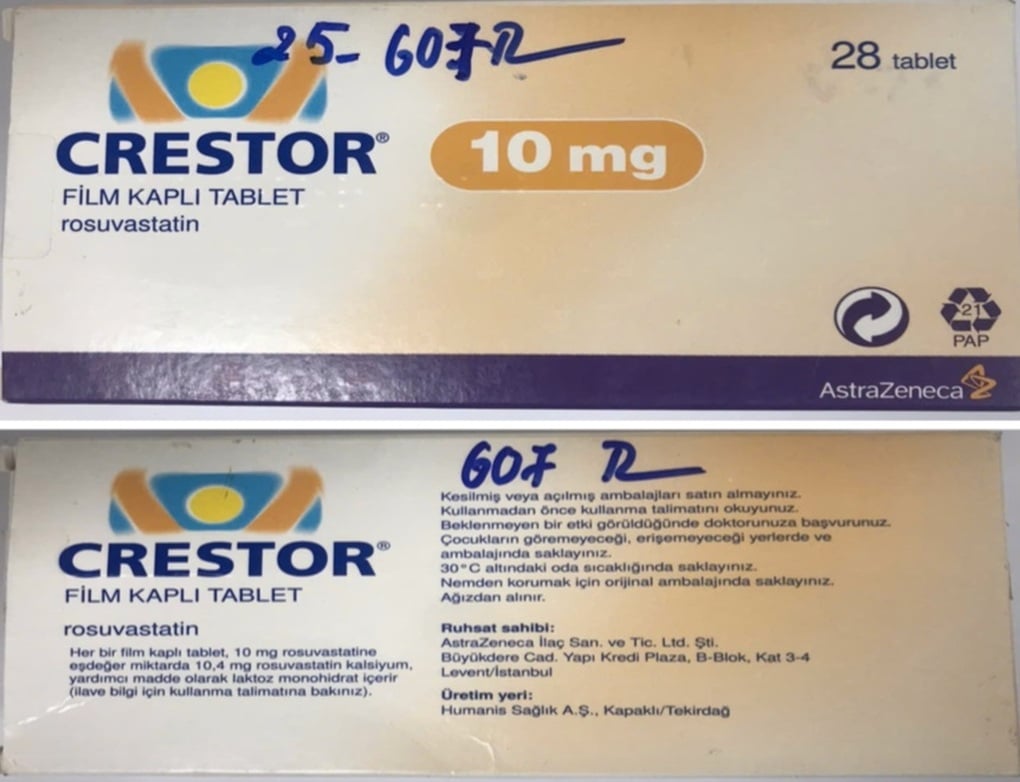 25- 607 R
28 tablet
CRESTOR®
10 mg
FİLM KAPLI TABLET
rosuvastatin
21
PAP
AstraZeneca
607 R
CRESTOR®
FİLM KAPLI TABLET
rosuvastatin
Her bir film kaplı tablet, 10 mg rosuvastatine
eşdeğer miktarda 10,4 mg rosuvastatin kalsiyum,
yardımcı madde olarak laktoz monohidrat içerir
(ilave bilgi için kullanma talimatına bakınız).
Kesilmiş veya açılmış ambalajları satın almayınız.
Kullanmadan önce kullanma talimatını okuyunuz.
Beklenmeyen bir etki görüldüğünde doktorunuza başvurunuz.
Çocukların göremeyeceği, erişemeyeceği yerlerde ve
ambalajında saklayınız.
30°C altındaki oda sıcaklığında saklayınız.
Nemden korumak için orijinal ambalajında saklayınız.
Ağızdan alınır.
Ruhsat sahibi:
AstraZeneca İlaç San. ve Tic. Ltd. Şti.
Büyükdere Cad. Yapı Kredi Plaza, B-Blok, Kat 3-4
Levent/İstanbul
Üretim yeri:
Humanis Sağlık A.Ş., Kapaklı/Tekirdağ